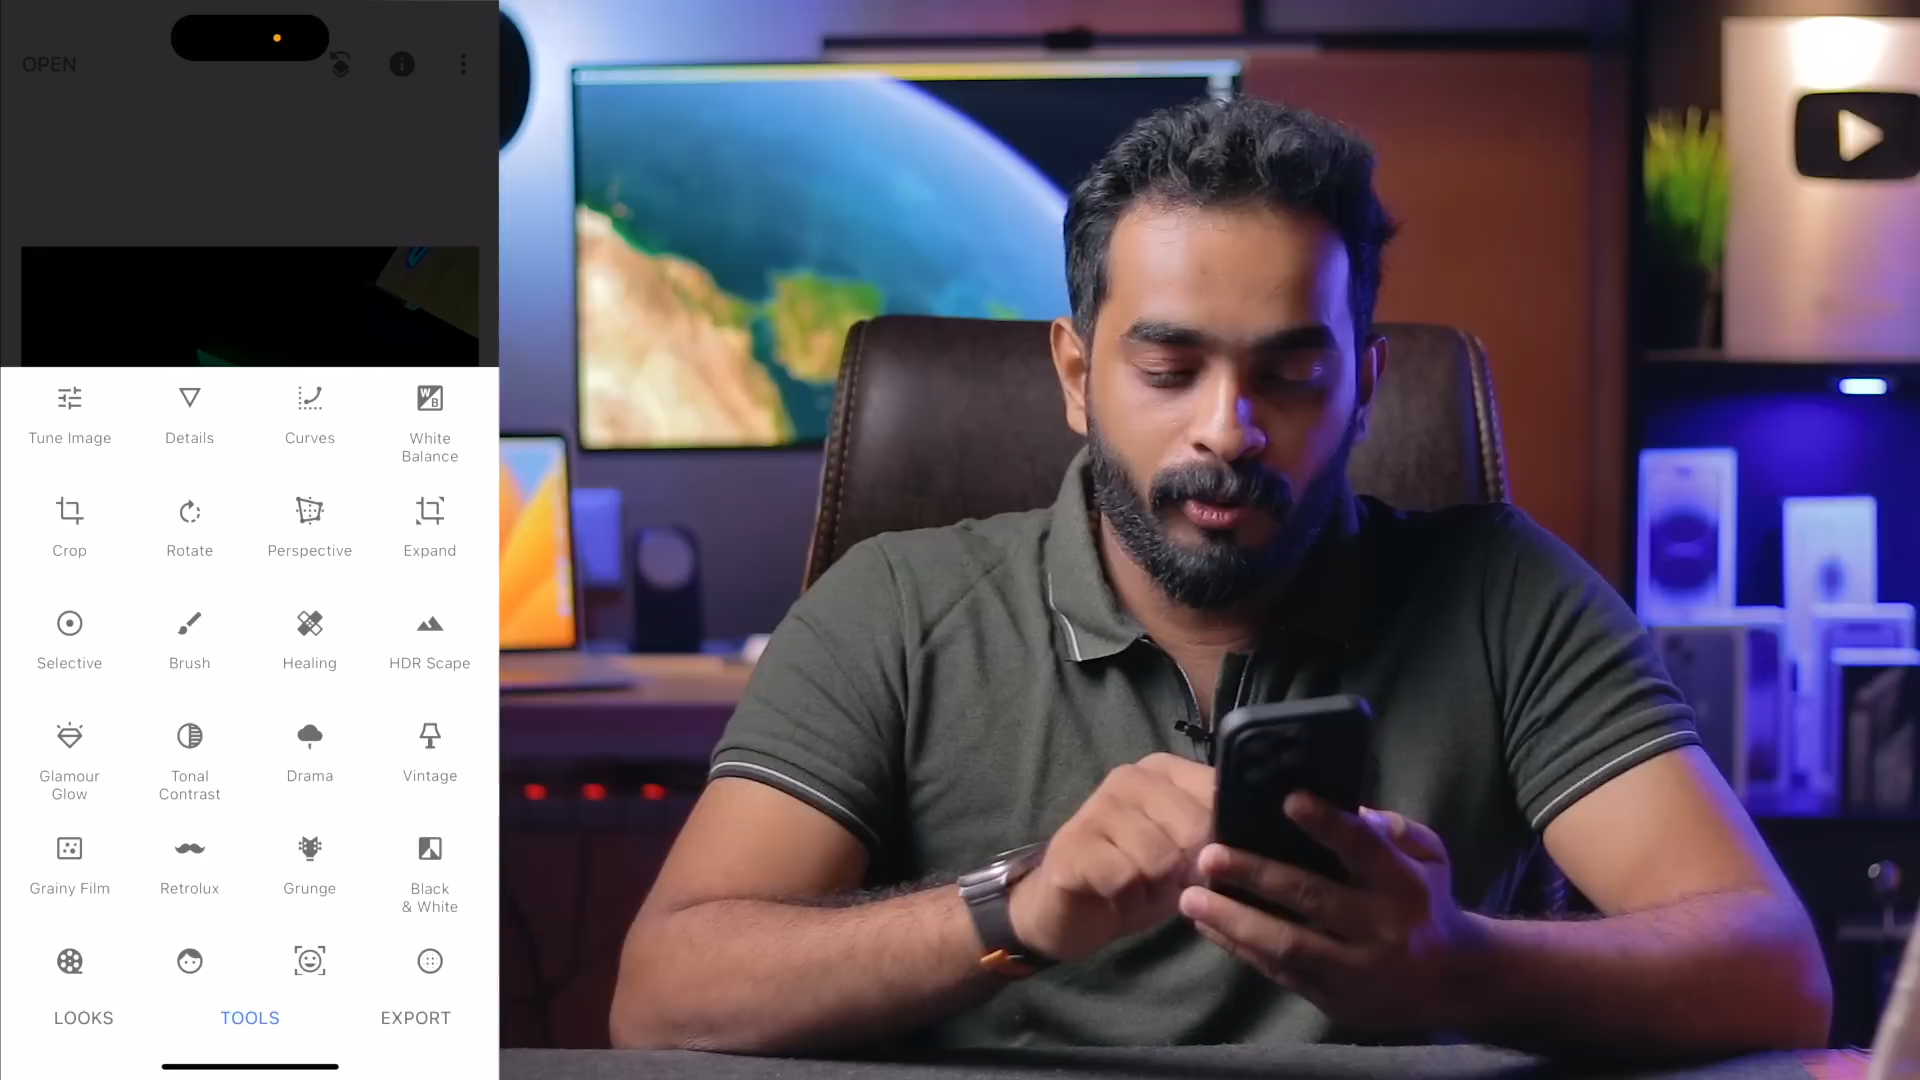 OPEN
Tune Image
Details
Curves
White
Balance
Crop
Rotate
Perspective
Expand
Selective
Brush
Healing
HDR Scape
Glamour
Glow
Tonal
Contrast
Drama
Vintage
Grainy Film
Retrolux
Grunge
Black
& White
LOOKS
TOOLS
EXPORT